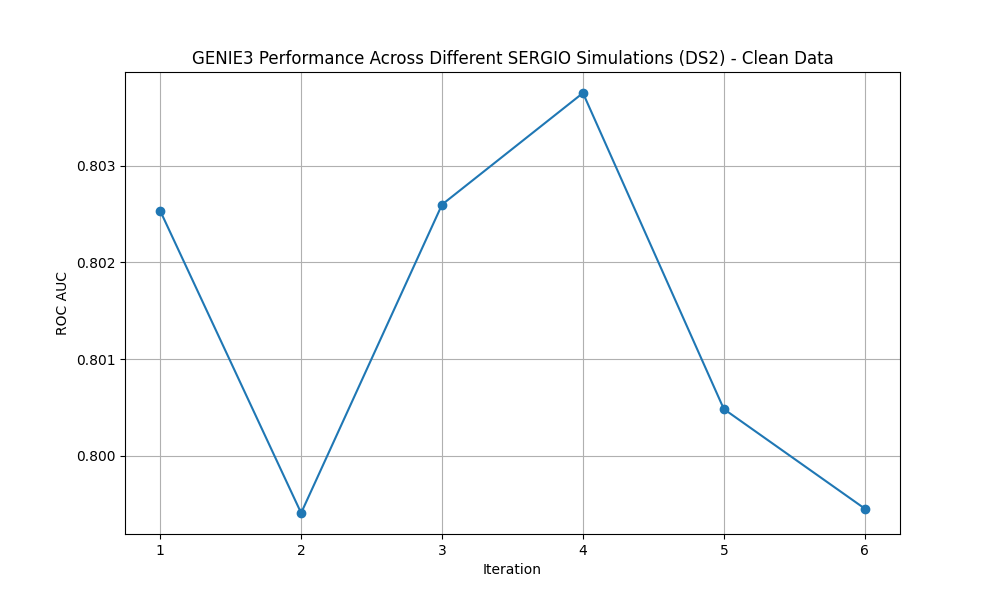 GENIE3 Performance Across Different SERGIO Simulations (DS2) - Clean Data
ROC AUC
0.803
0.802
0.801
0.800
1 2 3 4 5 6
Iteration